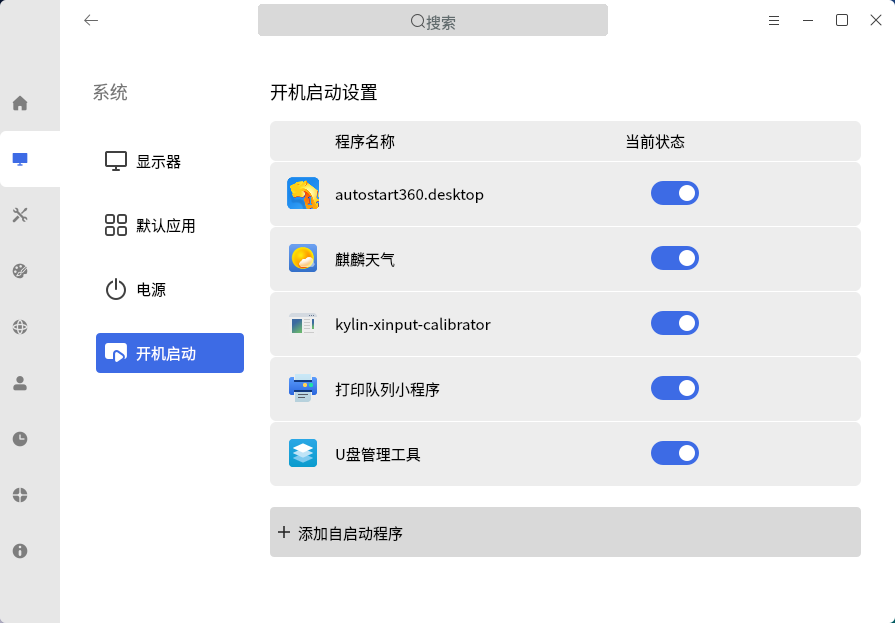 搜索
系统
显示器
默认应用
电源
开机启动
开机启动设置
程序名称 当前状态
autostart360.desktop
麒麟天气
kylin-xinput-calibrator
打印队列小程序
U盘管理工具
添加自启动程序